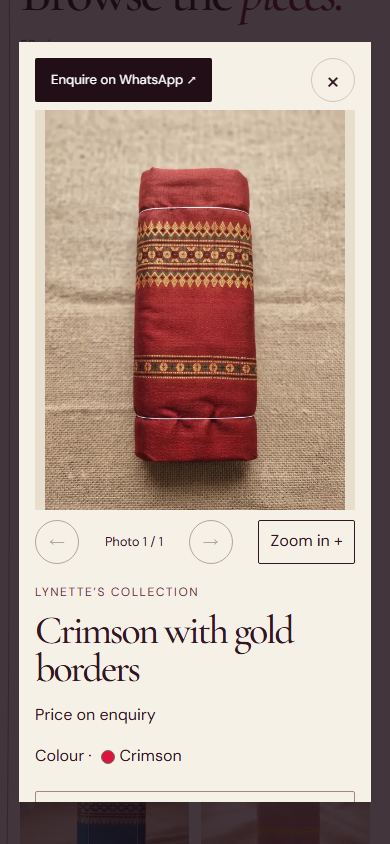 Browse the pieces.
Enquire on WhatsApp ↗
×
← Photo 1 / 1 → Zoom in +
LYNETTE'S COLLECTION
Crimson with gold
borders
Price on enquiry
Colour · Crimson